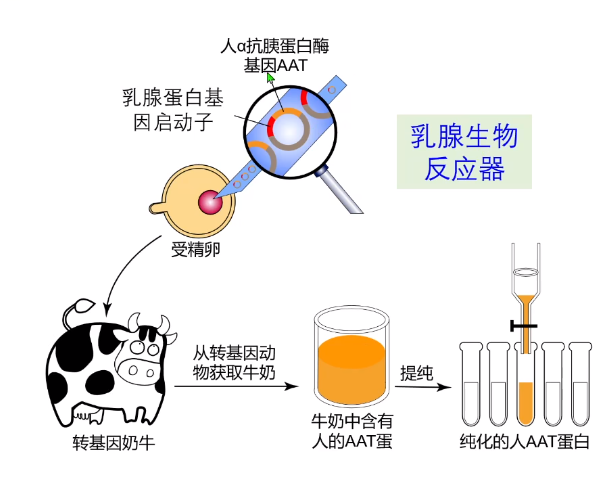 人α抗胰蛋白酶
基因AAT
乳腺蛋白基
因启动子
乳腺生物
反应器
受精卵
从转基因动
物获取牛奶
提纯
转基因奶牛
牛奶中含有
人的AAT蛋
纯化的人AAT蛋白